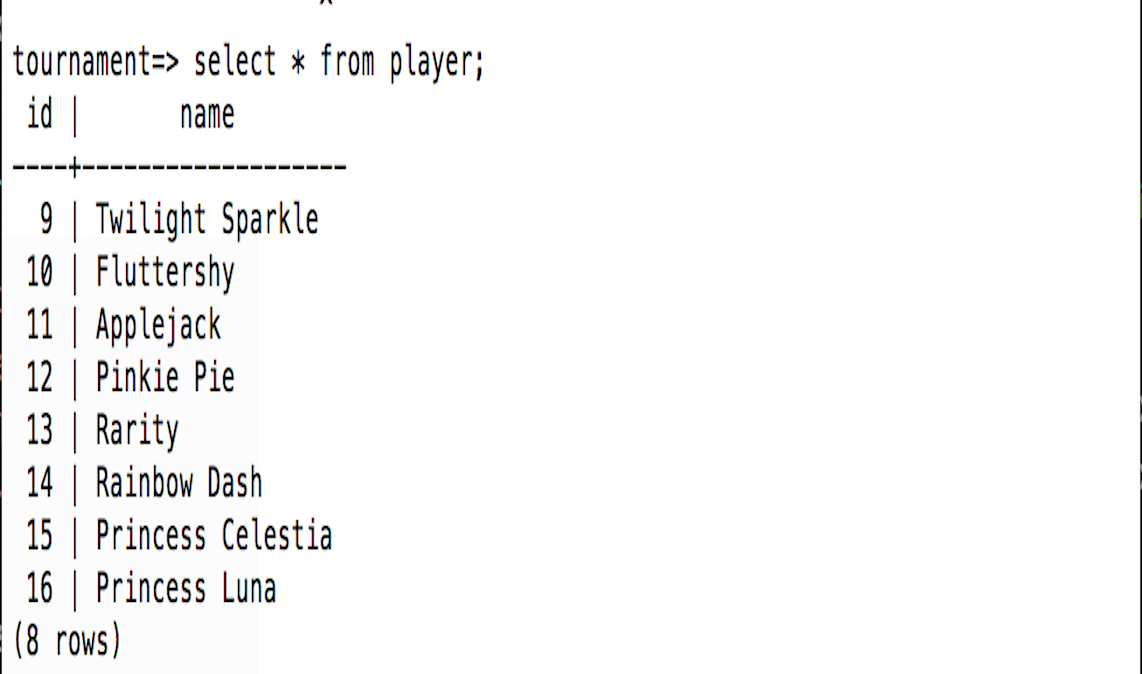 tournament=> select * from player;
 id |       name
----+-------------------
  9 | Twilight Sparkle
 10 | Fluttershy
 11 | Applejack
 12 | Pinkie Pie
 13 | Rarity
 14 | Rainbow Dash
 15 | Princess Celestia
 16 | Princess Luna
(8 rows)